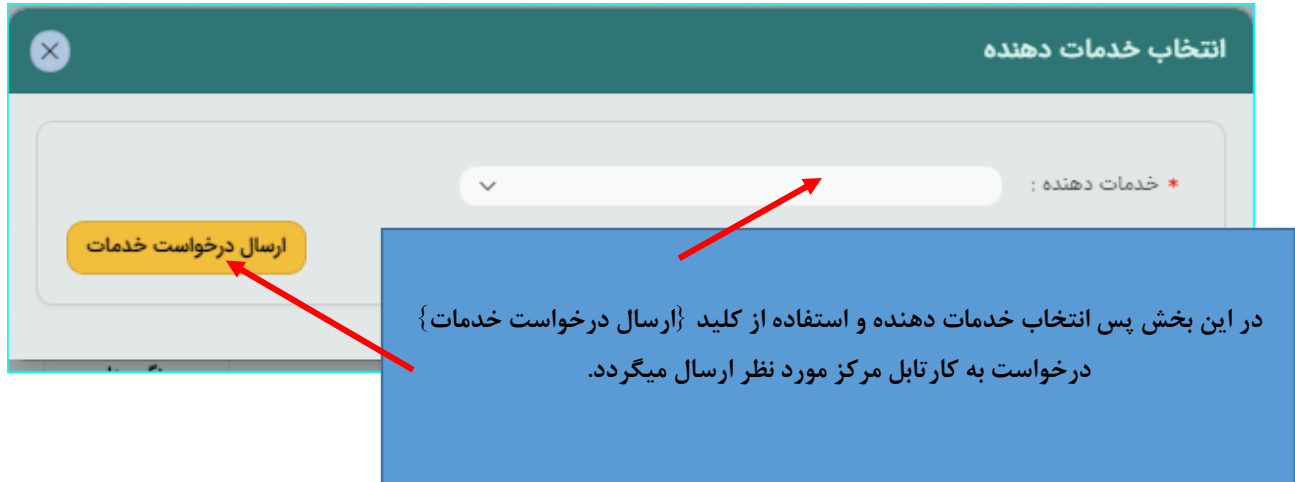 انتخاب خدمات دهنده
* خدمات دهنده :
ارسال درخواست خدمات
در این بخش پس انتخاب خدمات دهنده و استفاده از کلید {ارسال درخواست خدمات}
درخواست به کارتابل مرکز مورد نظر ارسال میگردد.